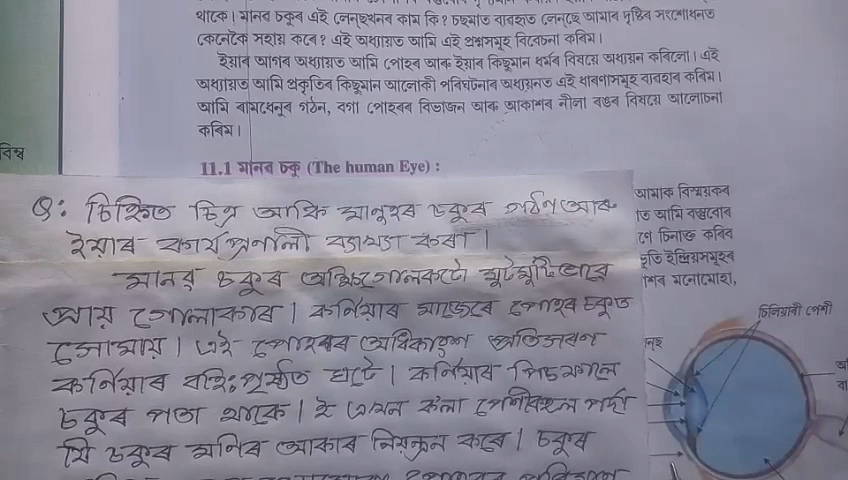 থাকে। মানৱ চকুৰ এই লেন্‌ছখনৰ কাম কি? চছমাত ব্যৱহৃত লেন্‌ছে আমাৰ দৃষ্টিৰ সংশোধনত
কেনেকৈ সহায় কৰে? এই অধ্যায়ত আমি এই প্ৰশ্নসমূহ বিবেচনা কৰিম।
ইয়াৰ আগৰ অধ্যায়ত আমি পোহৰ আৰু ইয়াৰ কিছুমান ধৰ্মৰ বিষয়ে অধ্যয়ন কৰিলো। এই
অধ্যায়ত আমি প্ৰকৃতিৰ কিছুমান আলোকী পৰিঘটনাৰ অধ্যয়নত এই ধাৰণাসমূহ ব্যৱহাৰ কৰিম।
আমি ৰামধেনুৰ গঠন, বগা পোহৰৰ বিভাজন আৰু আকাশৰ নীলা ৰঙৰ বিষয়ে আলোচনা
কৰিম।
বিম্ব
11.1 মানৱ চকু (The human Eye) :
Q: চিহ্নিত চিত্ৰ আঁকি মানুহৰ চকুৰ গঠন আৰু
ইয়াৰ কাৰ্যপ্ৰণালী ব্যাখ্যা কৰা।
মানৱ চকুৰ অক্ষিগোলকটো মুটামুটিভাৱে
প্ৰায় গোলাকাৰ। কৰ্নিয়াৰ মাজেৰে পোহৰ চকুত
সোমায়। এই পোহৰৰ অধিকাংশ প্ৰতিসৰণ
কৰ্নিয়াৰ বহিঃপৃষ্ঠত ঘটে। কৰ্নিয়াৰ পিচফালে
চকুৰ পতা থাকে। ই এখন ক'লা পেশীবহুল পৰ্দা
যি চকুৰ মনিৰ আকাৰ নিয়ন্ত্ৰন কৰে। চকুৰ
আমাক বিস্ময়কৰ
ত আমি বস্তুবোৰ
ণে চিনাক্ত কৰিব
ভৃতি ইন্দ্ৰিয়সমূহৰ
শৰ মনোমোহা,
চিলিয়াৰী পেশী